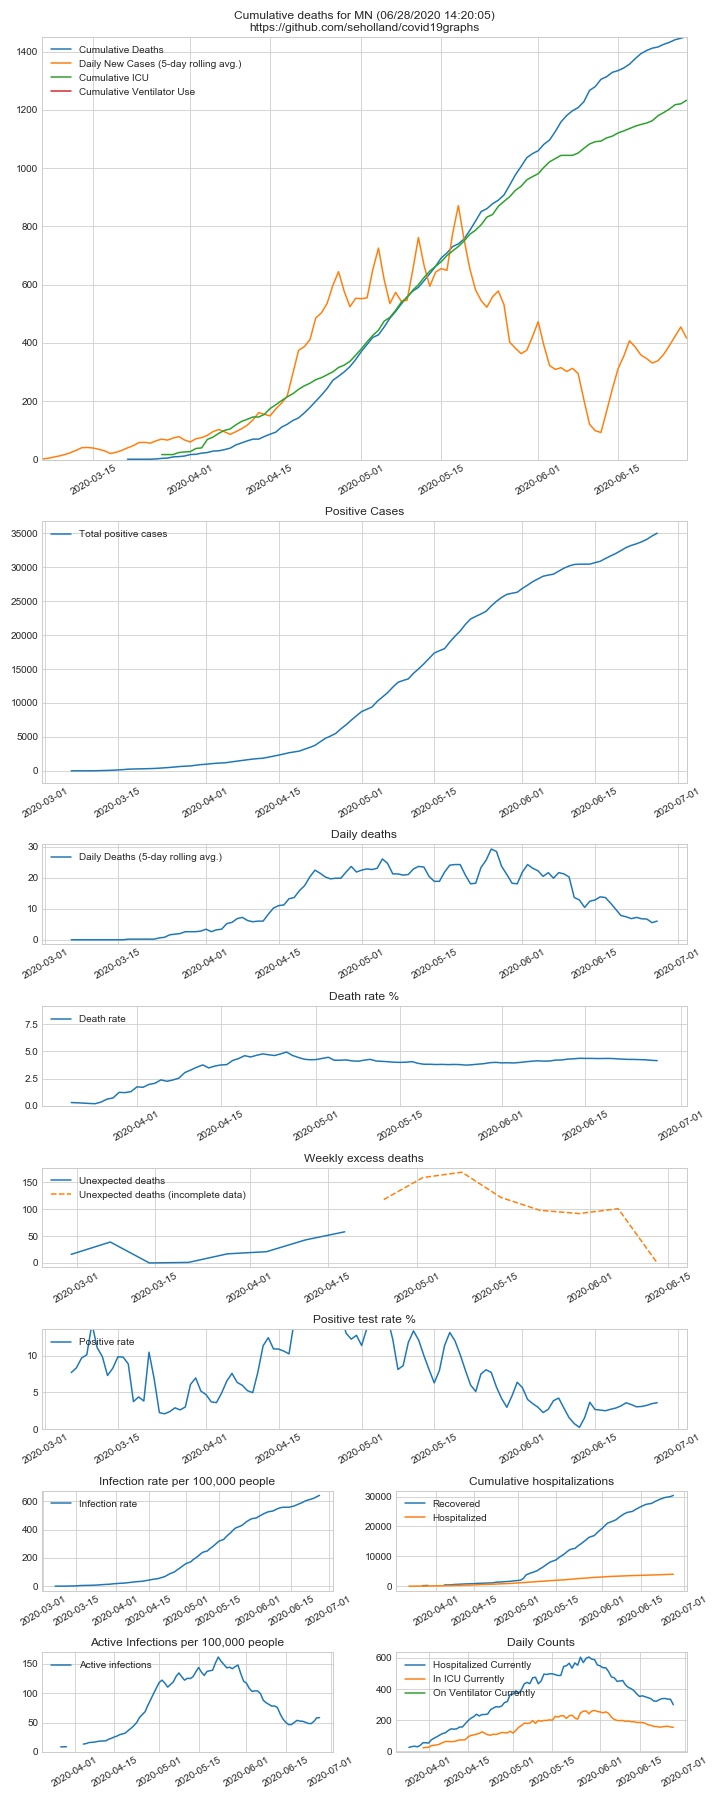 Cumulative deaths for MN (06/28/2020 14:20:05)
https://github.com/seholland/covid19graphs
Cumulative Deaths
Daily New Cases (5-day rolling avg.)
Cumulative ICU
Cumulative Ventilator Use
1400
1200
1000
800
600
400
200
0
2020-03-15 2020-04-01 2020-04-15 2020-05-01 2020-05-15 2020-06-01 2020-06-15
Positive Cases
Total positive cases
35000
30000
25000
20000
15000
10000
5000
0
2020-03-01 2020-03-15 2020-04-01 2020-04-15 2020-05-01 2020-05-15 2020-06-01 2020-06-15 2020-07-01
Daily deaths
Daily Deaths (5-day rolling avg.)
30
20
10
0
2020-03-01 2020-03-15 2020-04-01 2020-04-15 2020-05-01 2020-05-15 2020-06-01 2020-06-15 2020-07-01
Death rate %
Death rate
7.5
5.0
2.5
0.0
2020-04-01 2020-04-15 2020-05-01 2020-05-15 2020-06-01 2020-06-15 2020-07-01
Weekly excess deaths
Unexpected deaths
Unexpected deaths (incomplete data)
150
100
50
0
2020-03-01 2020-03-15 2020-04-01 2020-04-15 2020-05-01 2020-05-15 2020-06-01 2020-06-15
Positive test rate %
Positive rate
10
5
0
2020-03-01 2020-03-15 2020-04-01 2020-04-15 2020-05-01 2020-05-15 2020-06-01 2020-06-15 2020-07-01
Infection rate per 100,000 people
Infection rate
600
400
200
0
2020-03-01 2020-03-15 2020-04-01 2020-04-15 2020-05-01 2020-05-15 2020-06-01 2020-06-15 2020-07-01
Cumulative hospitalizations
Recovered
Hospitalized
30000
20000
10000
0
2020-04-01 2020-04-15 2020-05-01 2020-05-15 2020-06-01 2020-06-15 2020-07-01
Active Infections per 100,000 people
Active infections
150
100
50
0
2020-04-01 2020-04-15 2020-05-01 2020-05-15 2020-06-01 2020-06-15 2020-07-01
Daily Counts
Hospitalized Currently
In ICU Currently
On Ventilator Currently
600
400
200
0
2020-04-01 2020-04-15 2020-05-01 2020-05-15 2020-06-01 2020-06-15 2020-07-01